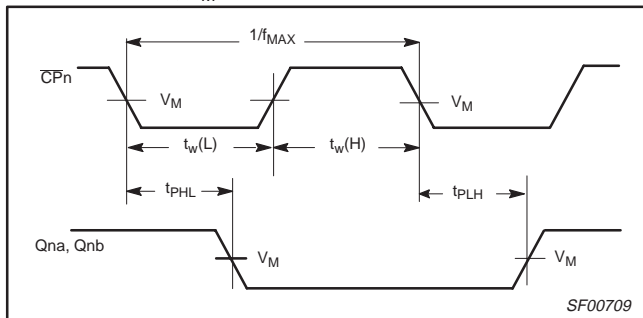 M
1/fMAX
CPn
VM
VM
tw(L)
tw(H)
tPHL
tPLH
Qna, Qnb
VM
VM
SF00709